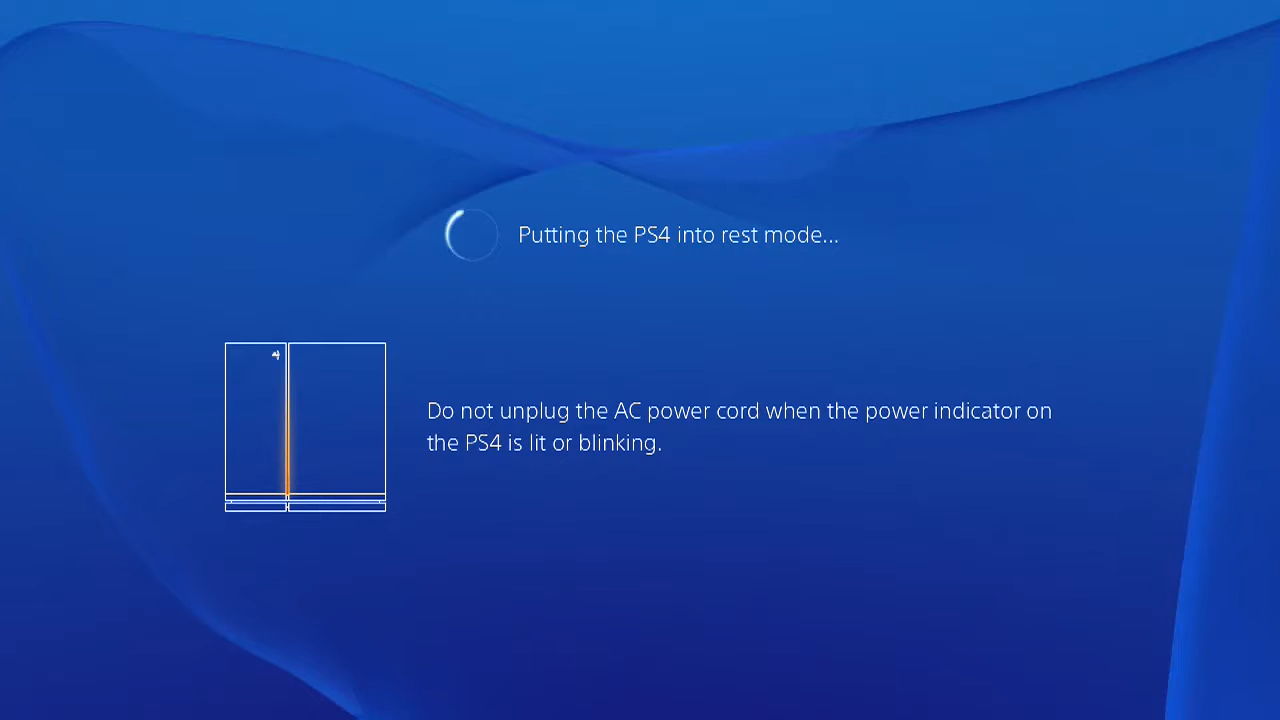 Putting the PS4 into rest mode...
Do not unplug the AC power cord when the power indicator on
the PS4 is lit or blinking.